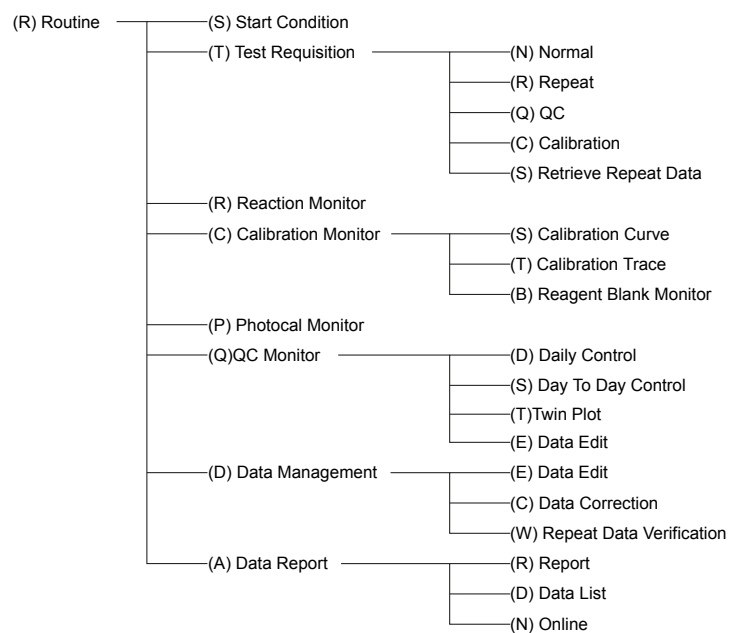 (R) Routine
(S) Start Condition
(T) Test Requisition
(N) Normal
(R) Repeat
(Q) QC
(C) Calibration
(S) Retrieve Repeat Data
(R) Reaction Monitor
(C) Calibration Monitor
(S) Calibration Curve
(T) Calibration Trace
(B) Reagent Blank Monitor
(P) Photocal Monitor
(Q)QC Monitor
(D) Daily Control
(S) Day To Day Control
(T)Twin Plot
(E) Data Edit
(D) Data Management
(E) Data Edit
(C) Data Correction
(W) Repeat Data Verification
(A) Data Report
(R) Report
(D) Data List
(N) Online